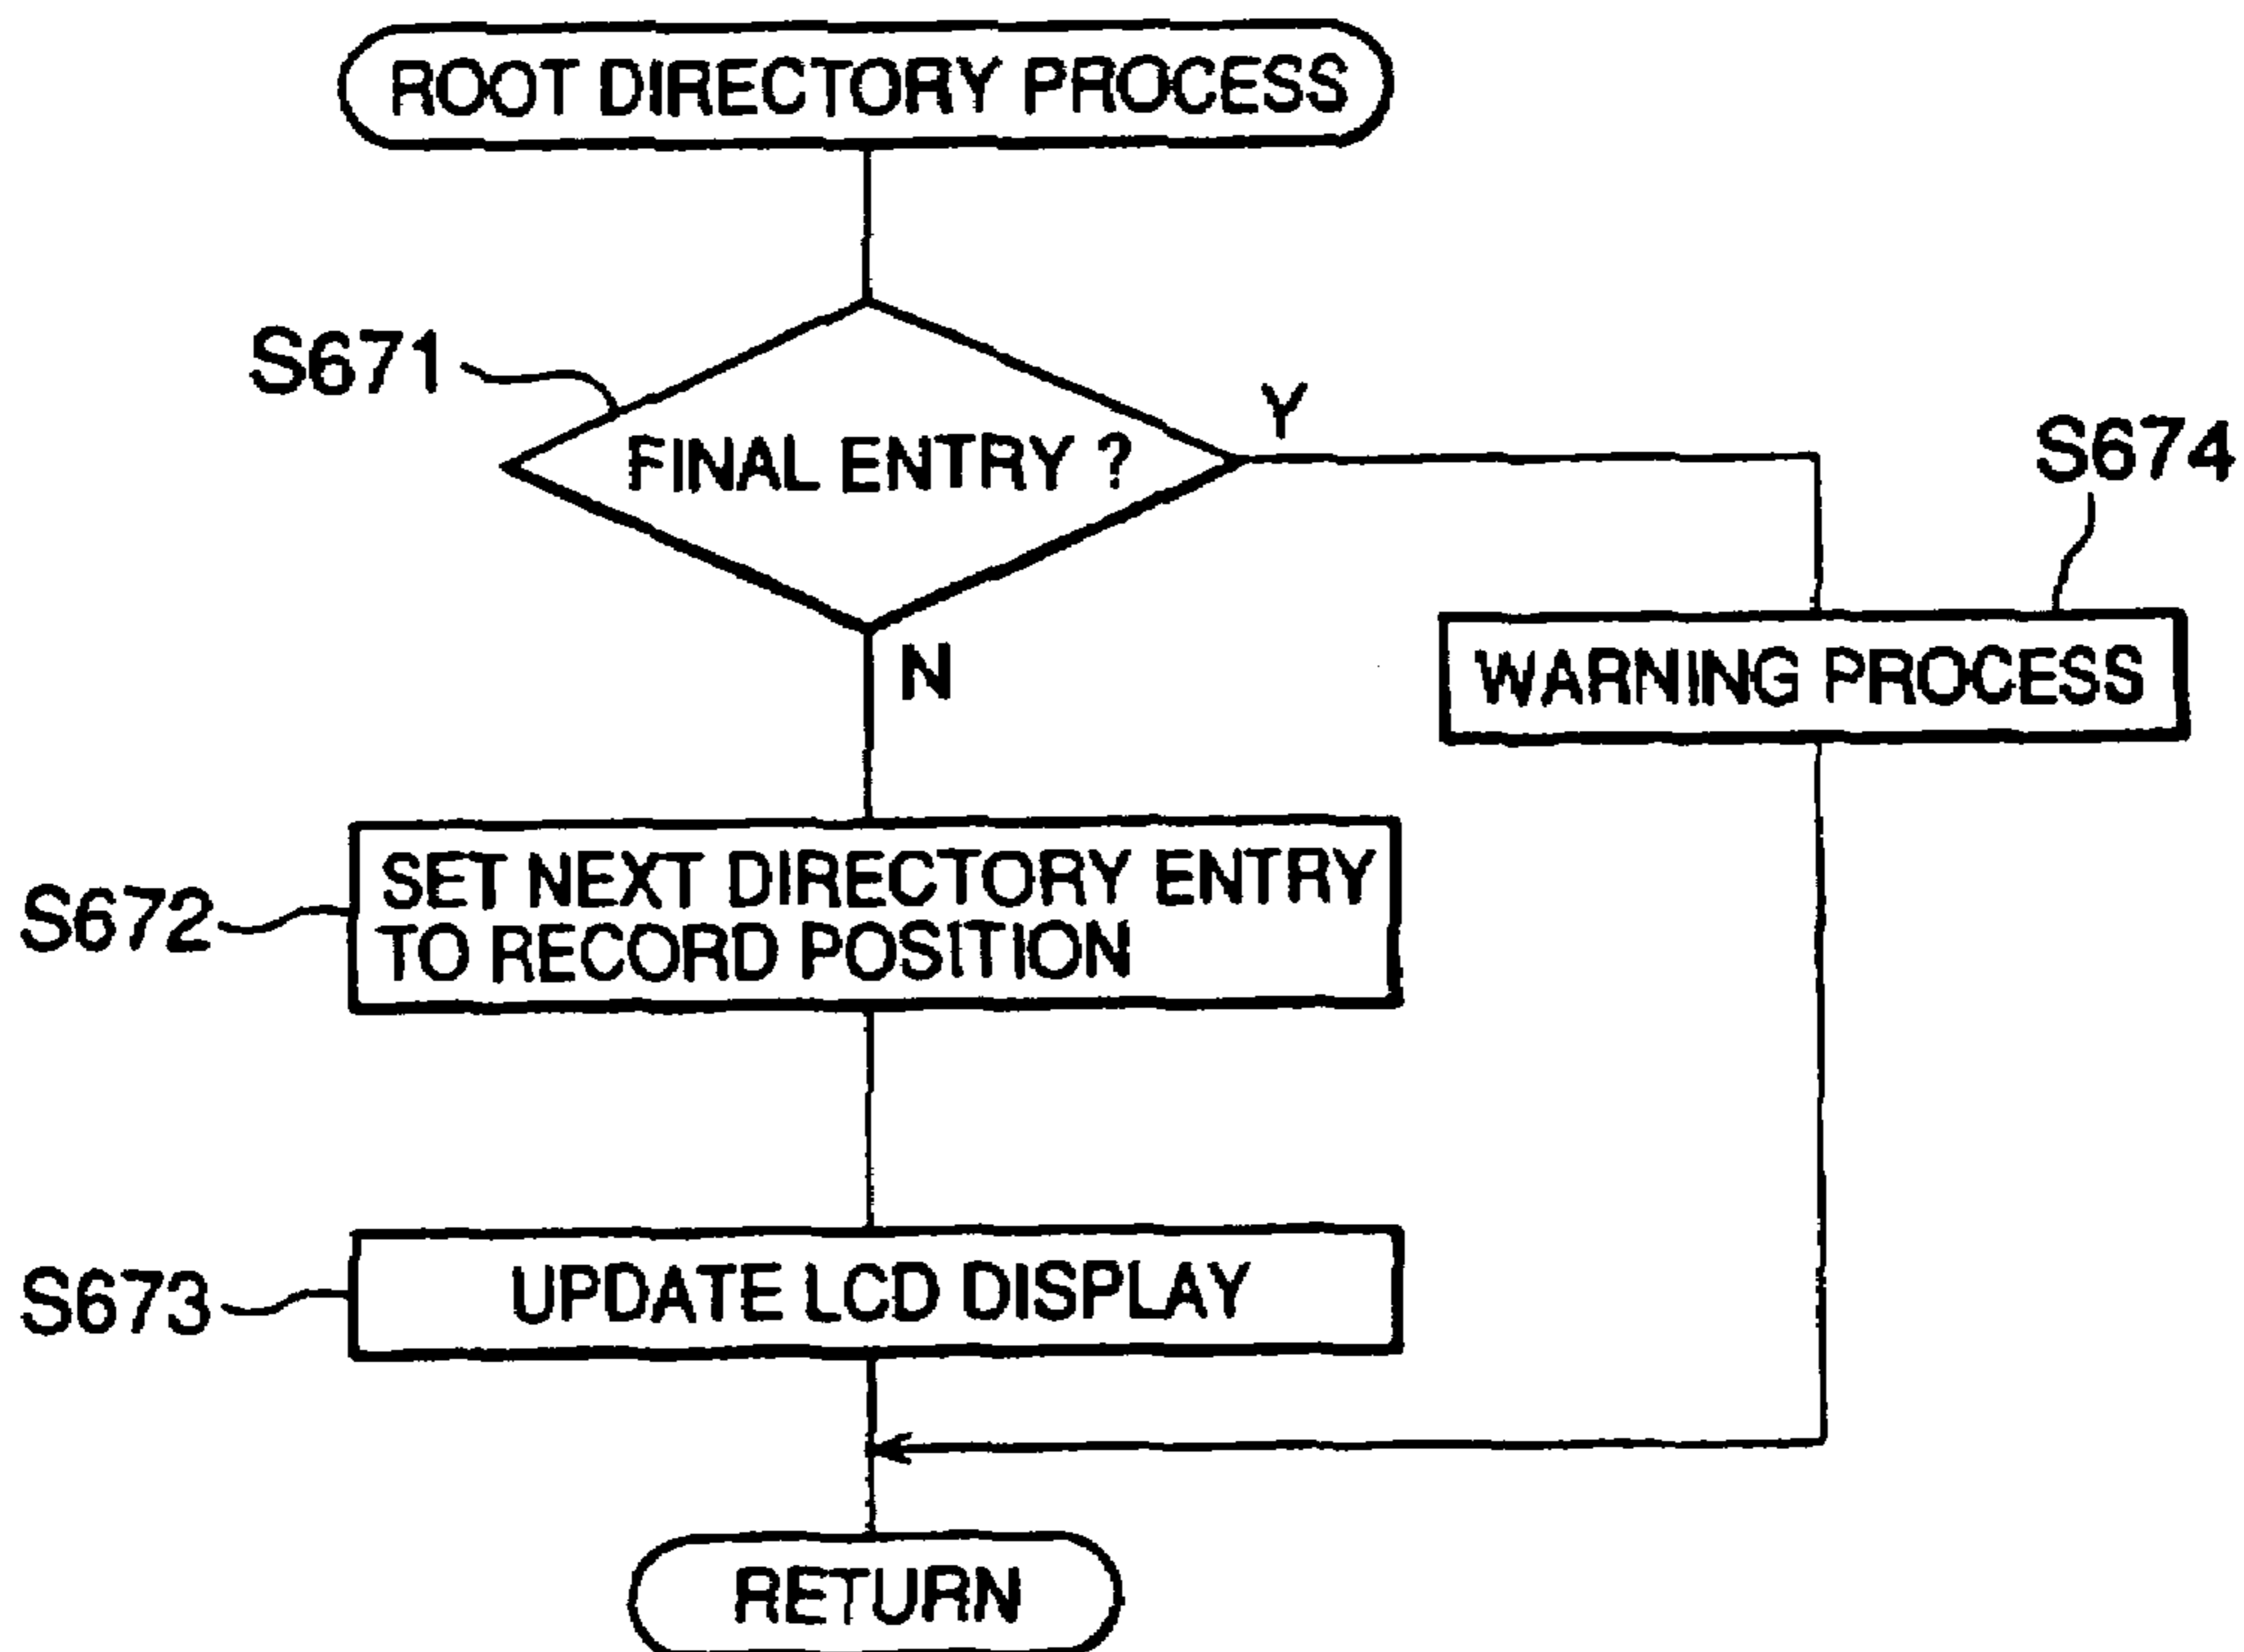 ROOT DIRECTORY PROCESS
S671
FINAL ENTRY ?
Y
S674
N
WARNING PROCESS
S672
SET NEXT DIRECTORY ENTRY
TO RECORD POSITION
S673
UPDATE LCD DISPLAY
RETURN